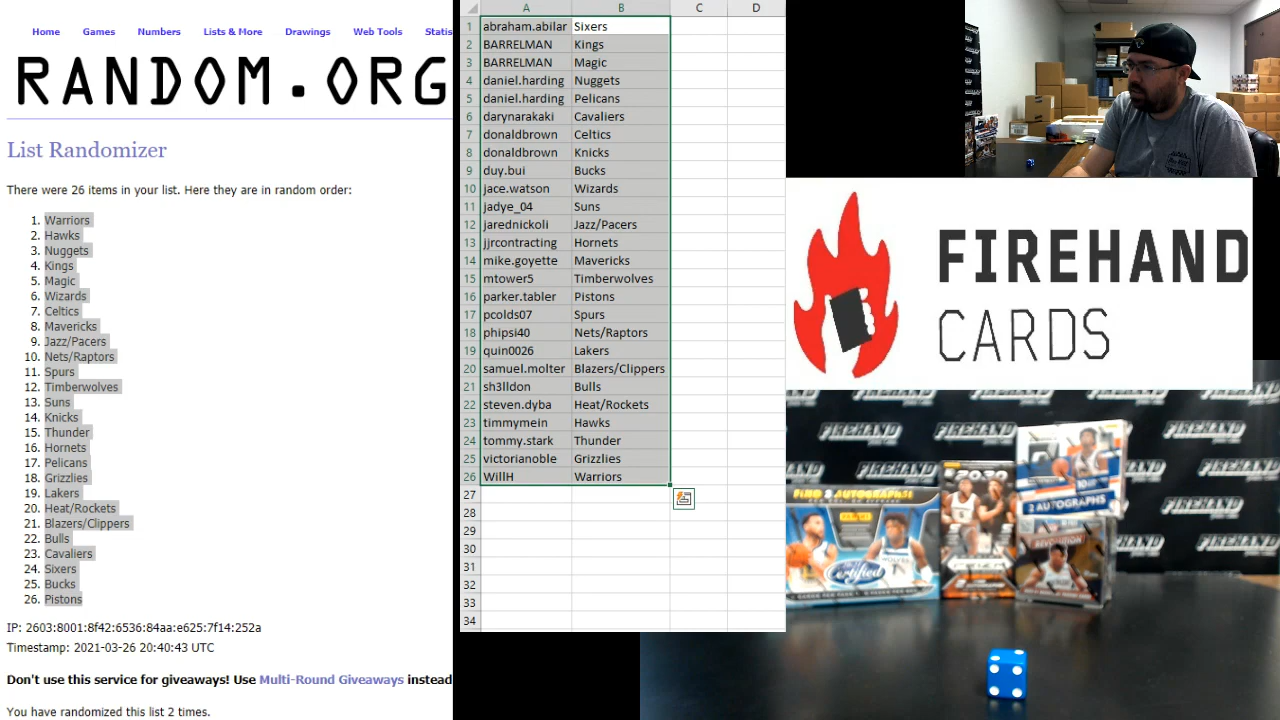 Home Games Numbers Lists & More Drawings Web Tools Statis
RANDOM.ORG
List Randomizer
There were 26 items in your list. Here they are in random order:
1. Warriors
2. Hawks
3. Nuggets
4. Kings
5. Magic
6. Wizards
7. Celtics
8. Mavericks
9. Jazz/Pacers
10. Nets/Raptors
11. Spurs
12. Timberwolves
13. Suns
14. Knicks
15. Thunder
16. Hornets
17. Pelicans
18. Grizzlies
19. Lakers
20. Heat/Rockets
21. Blazers/Clippers
22. Bulls
23. Cavaliers
24. Sixers
25. Bucks
26. Pistons
IP: 2603:8001:8f42:6536:84aa:e625:7f14:252a
Timestamp: 2021-03-26 20:40:43 UTC
Don't use this service for giveaways! Use Multi-Round Giveaways instead
You have randomized this list 2 times.
A B C D
1 abraham.abilar Sixers
2 BARRELMAN Kings
3 BARRELMAN Magic
4 daniel.harding Nuggets
5 daniel.harding Pelicans
6 darynarakaki Cavaliers
7 donaldbrown Celtics
8 donaldbrown Knicks
9 duy.bui Bucks
10 jace.watson Wizards
11 jadye_04 Suns
12 jarednickoli Jazz/Pacers
13 jjrcontracting Hornets
14 mike.goyette Mavericks
15 mtower5 Timberwolves
16 parker.tabler Pistons
17 pcolds07 Spurs
18 phipsi40 Nets/Raptors
19 quin0026 Lakers
20 samuel.molter Blazers/Clippers
21 sh3lldon Bulls
22 steven.dyba Heat/Rockets
23 timmymein Hawks
24 tommy.stark Thunder
25 victorianoble Grizzlies
26 WillH Warriors
27
28
29
30
31
32
33
34
FIREHAND
CARDS
FIREHAND
FIREHAND
FIREHAND
2 AUTOGRAPHS
Certified
PRIZM
REVOLUTION